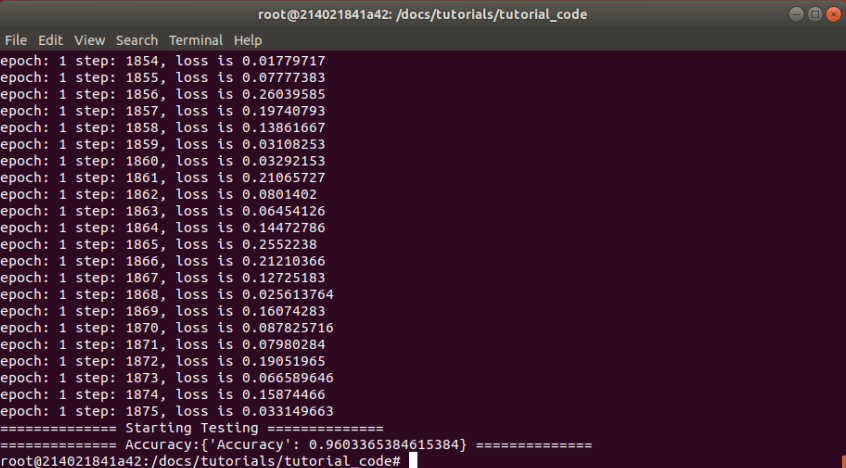 root@214021841a42: /docs/tutorials/tutorial_code
File Edit View Search Terminal Help
epoch: 1 step: 1854, loss is 0.01779717
epoch: 1 step: 1855, loss is 0.07777383
epoch: 1 step: 1856, loss is 0.26039585
epoch: 1 step: 1857, loss is 0.19740793
epoch: 1 step: 1858, loss is 0.13861667
epoch: 1 step: 1859, loss is 0.03108253
epoch: 1 step: 1860, loss is 0.03292153
epoch: 1 step: 1861, loss is 0.21065727
epoch: 1 step: 1862, loss is 0.0801402
epoch: 1 step: 1863, loss is 0.06454126
epoch: 1 step: 1864, loss is 0.14472786
epoch: 1 step: 1865, loss is 0.2552238
epoch: 1 step: 1866, loss is 0.21210366
epoch: 1 step: 1867, loss is 0.12725183
epoch: 1 step: 1868, loss is 0.025613764
epoch: 1 step: 1869, loss is 0.16074283
epoch: 1 step: 1870, loss is 0.087825716
epoch: 1 step: 1871, loss is 0.07980284
epoch: 1 step: 1872, loss is 0.19051965
epoch: 1 step: 1873, loss is 0.066589646
epoch: 1 step: 1874, loss is 0.15874466
epoch: 1 step: 1875, loss is 0.033149663
============== Starting Testing ==============
============== Accuracy:{'Accuracy': 0.9603365384615384} ==============
root@214021841a42:/docs/tutorials/tutorial_code#